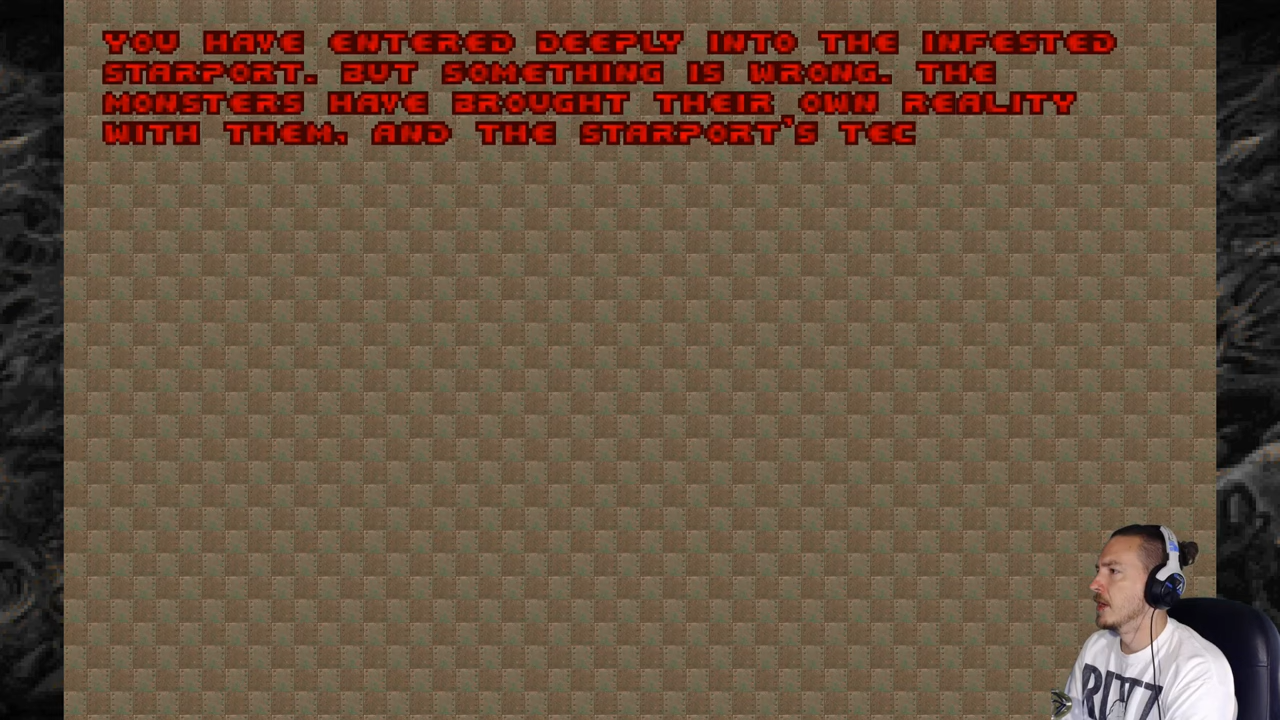 YOU HAVE ENTERED DEEPLY INTO THE INFESTED
STARPORT. BUT SOMETHING IS WRONG. THE
MONSTERS HAVE BROUGHT THEIR OWN REALITY
WITH THEM, AND THE STARPORT'S TEC